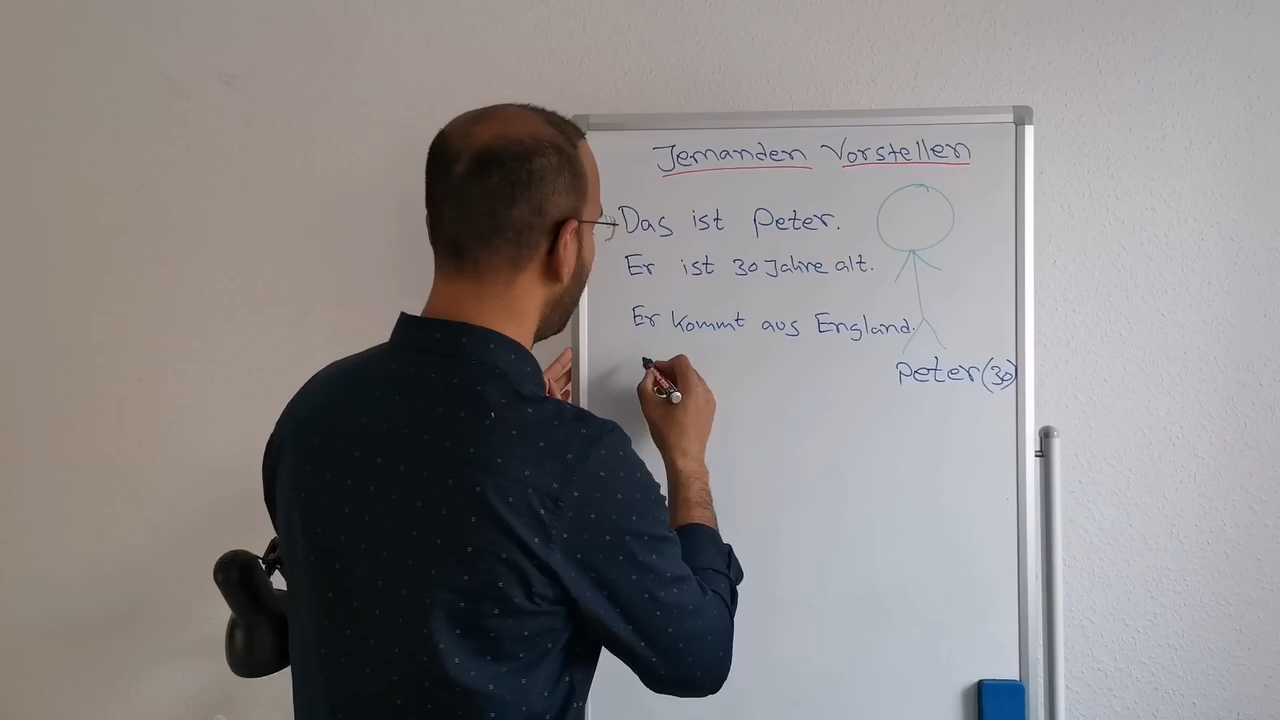 Jemanden Vorstellen
Das ist Peter.
Er ist 30 Jahre alt.
Er kommt aus England.
Peter (30)